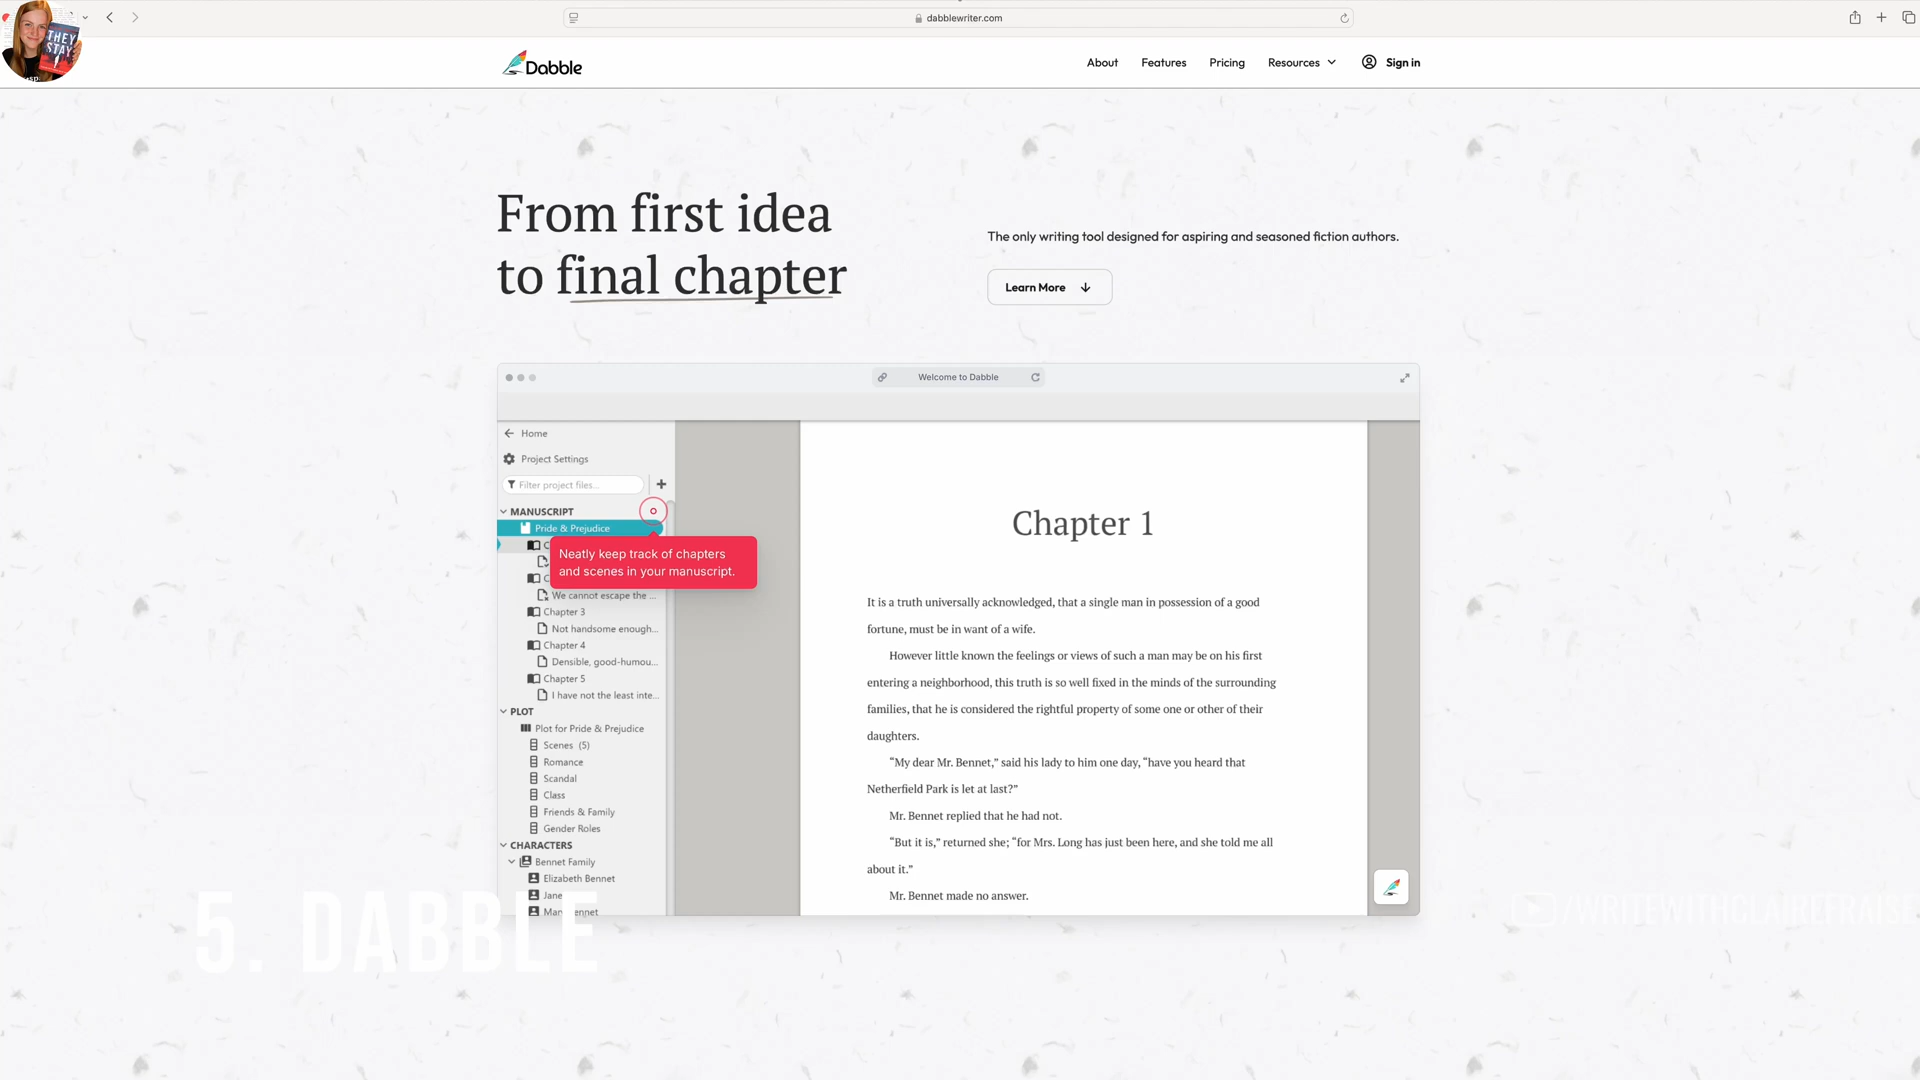 THEY
STAY
dabblewriter.com
Dabble
About
Features
Pricing
Resources
Sign in
From first idea
to final chapter
The only writing tool designed for aspiring and seasoned fiction authors.
Learn More
Welcome to Dabble
Home
Project Settings
Filter project files...
MANUSCRIPT
Pride & Prejudice
C
Neatly keep track of chapters
and scenes in your manuscript.
C
We cannot escape the ...
Chapter 3
Not handsome enough...
Chapter 4
Densible, good-humou...
Chapter 5
I have not the least inte...
PLOT
Plot for Pride & Prejudice
Scenes (5)
Romance
Scandal
Class
Friends & Family
Gender Roles
CHARACTERS
Bennet Family
Elizabeth Bennet
Jane
Chapter 1
It is a truth universally acknowledged, that a single man in possession of a good
fortune, must be in want of a wife.
However little known the feelings or views of such a man may be on his first
entering a neighborhood, this truth is so well fixed in the minds of the surrounding
families, that he is considered the rightful property of some one or other of their
daughters.
“My dear Mr. Bennet,” said his lady to him one day, “have you heard that
Netherfield Park is let at last?”
Mr. Bennet replied that he had not.
“But it is,” returned she; “for Mrs. Long has just been here, and she told me all
about it.”
Mr. Bennet made no answer.
5. DABBLE
/WRITEWITHCLAIREFRAISE